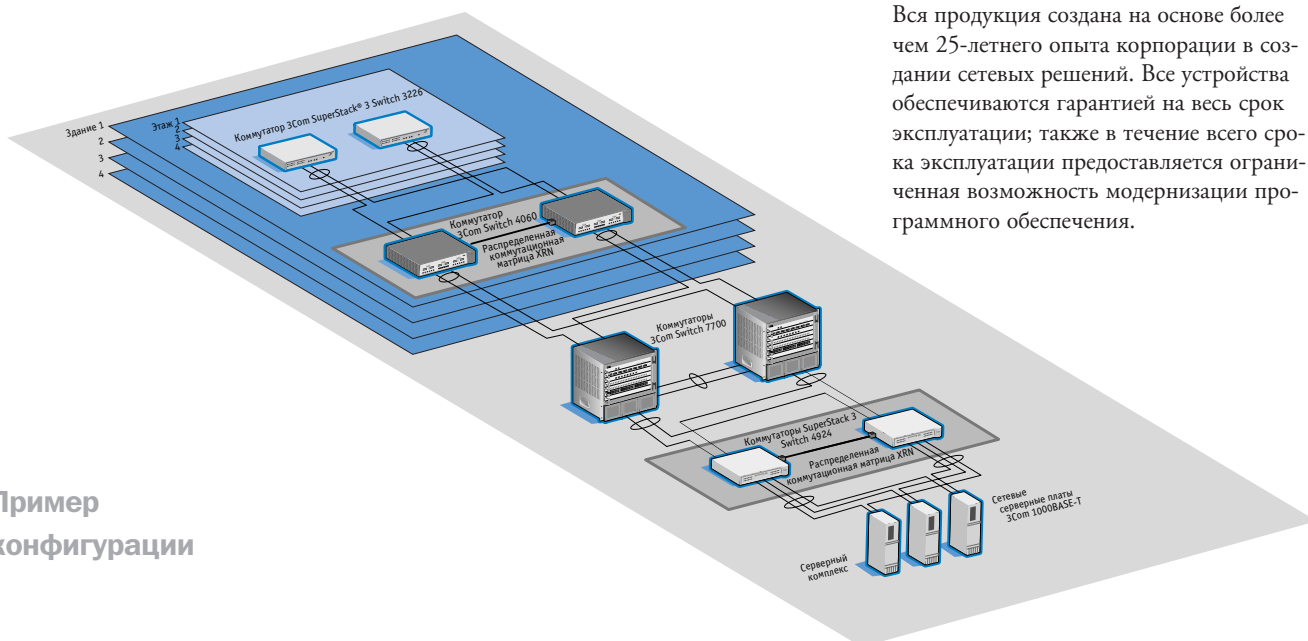 Вся продукция создана на основе более
чем 25-летнего опыта корпорации в соз-
дании сетевых решений. Все устройства
обеспечиваются гарантией на весь срок
эксплуатации; также в течение всего сро-
ка эксплуатации предоставляется ограни-
ченная возможность модернизации про-
граммного обеспечения.
Здание 1
2
3
4
Этаж 1
2
3
4
Коммутатор 3Com SuperStack® 3 Switch 3226
Коммутатор
3Com Switch 4060
Распределенная
коммутационная
матрица XRN
Коммутаторы
3Com Switch 7700
Коммутаторы SuperStack 3
Switch 4924
Распределенная
коммутационная матрица XRN
Сетевые
серверные платы
3Com 1000BASE-T
Серверный
комплекс
Пример
конфигурации